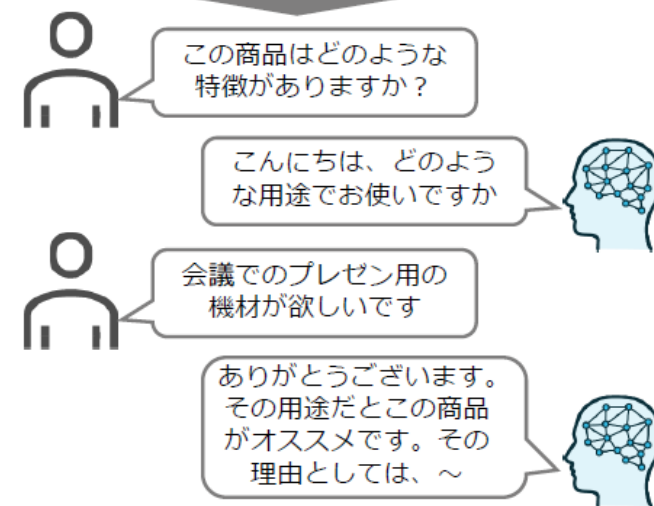 この商品はどのような
特徴がありますか？
こんにちは、どのよう
な用途でお使いですか
会議でのプレゼン用の
機材が欲しいです
ありがとうございます。
その用途だとこの商品
がオススメです。その
理由としては、～